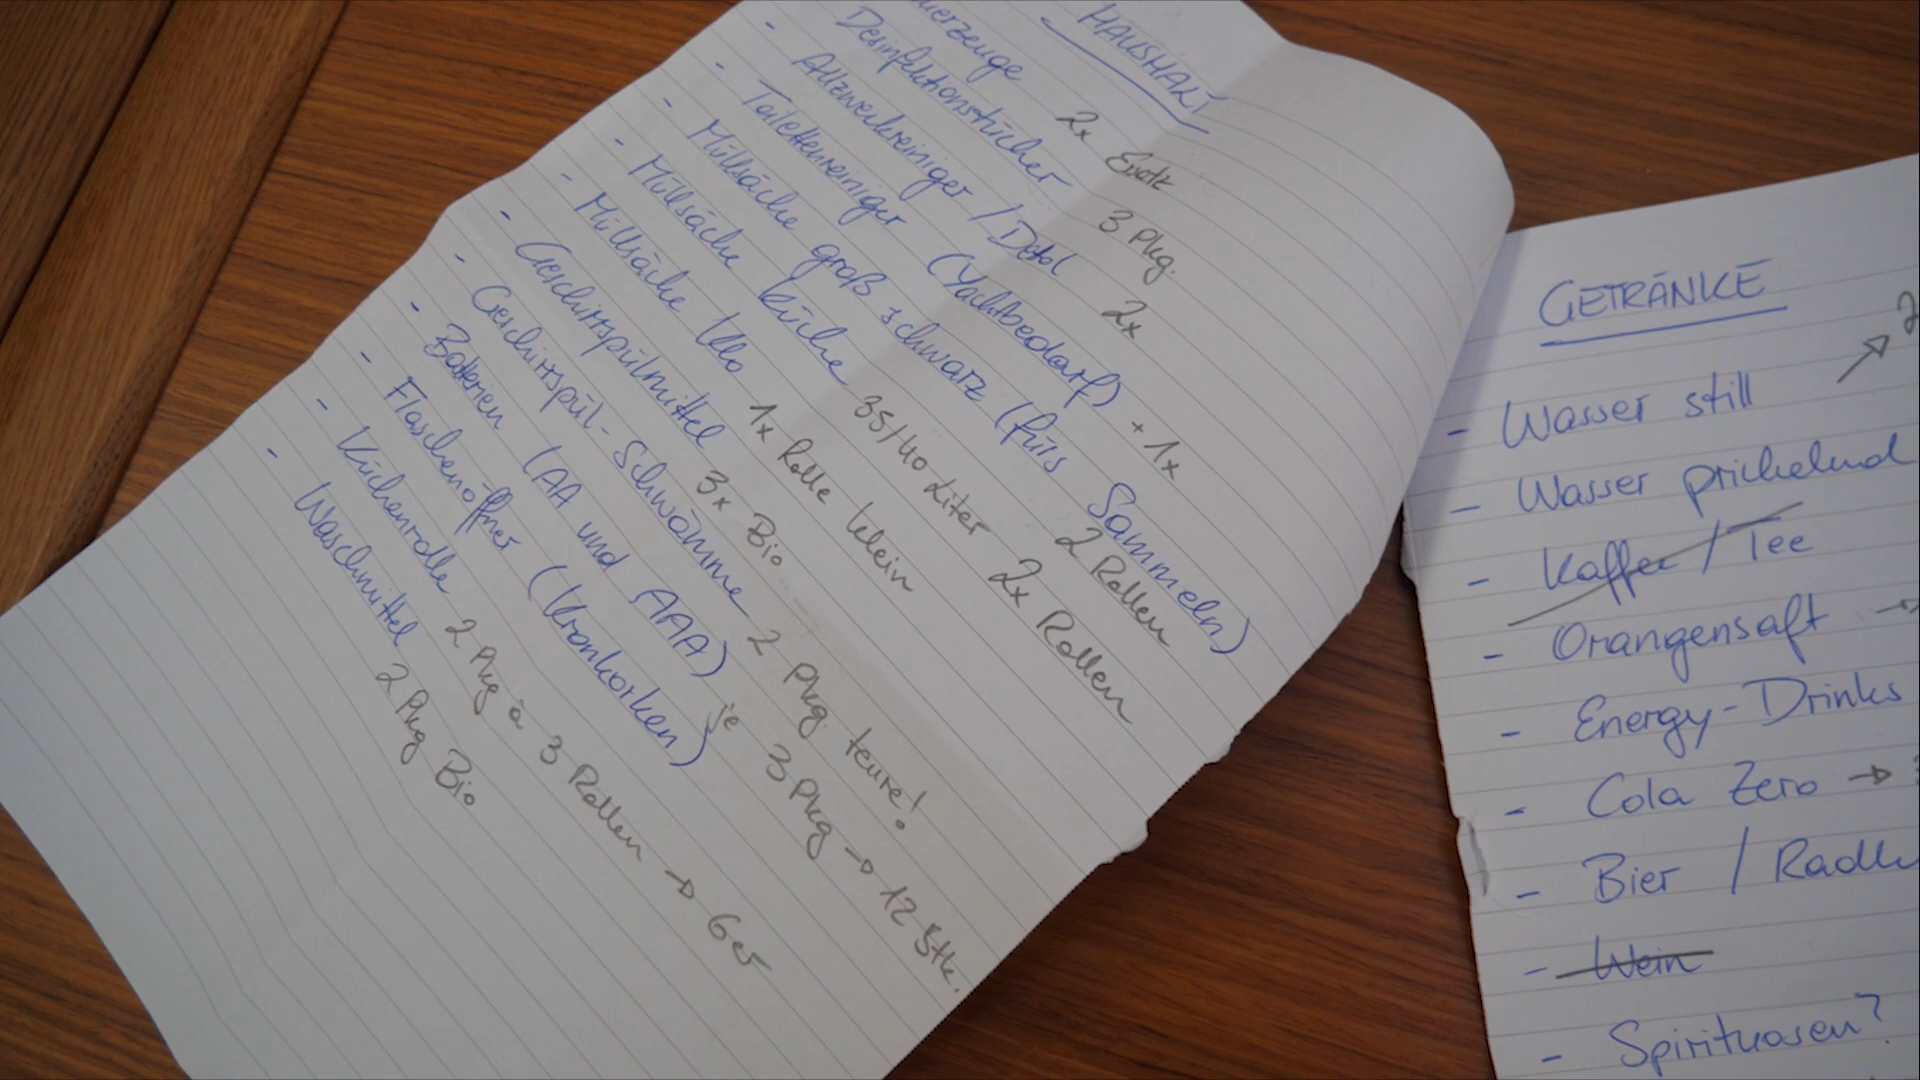 HAUSHALT
2x Ersatz
- Desinfektionstücher 3 Pkg.
- Allzweckreiniger / Dettol 2x
- Toilettenreiniger (Yachtbedarf) + 1x
- Müllsäcke groß schwarz (fürs Sammeln)
2 Rollen
- Müllsäcke Küche 35/40 Liter 2x Rollen
- Müllsäcke Klo 1x Rolle klein
- Geschirrspülmittel 3x Bio
- Geschirrspül-Schwämme 2 Pkg. teure!
- Batterien (AA und AAA) je 3 Pkg → 12 Stk.
- Flaschenöffner (Kronkorken)
- Küchenrolle 2 Pkg à 3 Rollen → 6er
- Waschmittel 2 Pkg Bio
GETRÄNKE
- Wasser still
- Wasser prickelnd
- Kaffee / Tee
- Orangensaft →
- Energy-Drinks
- Cola Zero →
- Bier /
- Wein
- Spirituosen?